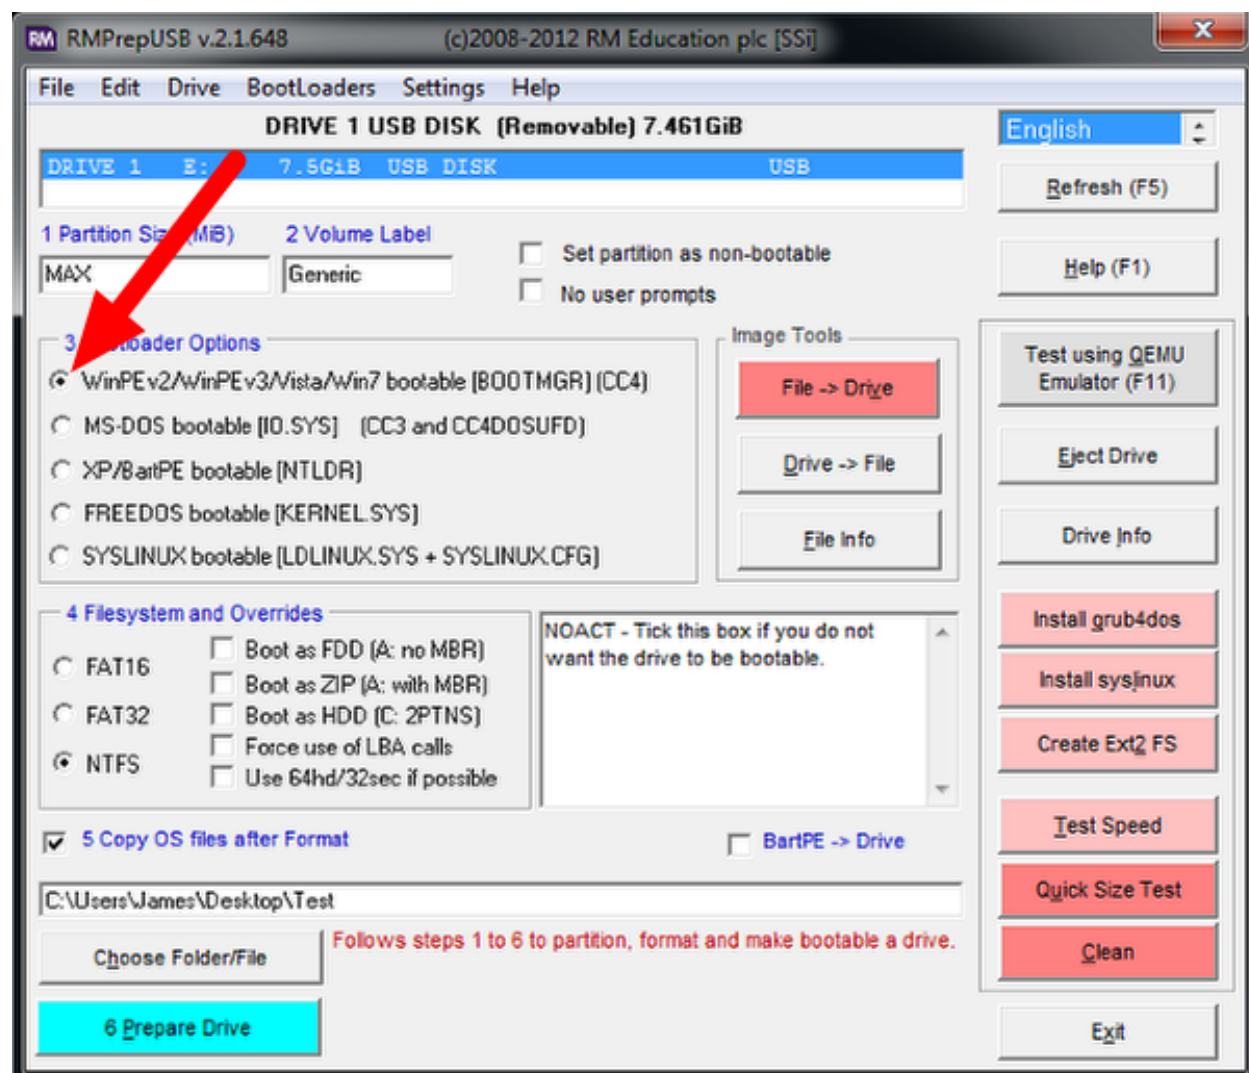 RM RMPrepUSB v.2.1.648 (c)2008-2012 RM Education plc [SSi]
File Edit Drive BootLoaders Settings Help
DRIVE 1 USB DISK (Removable) 7.461GiB
English
DRIVE 1 E: 7.5GiB USB DISK USB
Refresh (F5)
1 Partition Size (MiB) 2 Volume Label
MAX Generic
Set partition as non-bootable
No user prompts
Help (F1)
3 Bootloader Options
WinPEv2/WinPEv3/Vista/Win7 bootable [BOOTMGR] (CC4)
MS-DOS bootable [IO.SYS] (CC3 and CC4DOSUFD)
XP/BartPE bootable [NTLDR]
FREEDOS bootable [KERNEL.SYS]
SYSLINUX bootable [LDLINUX.SYS + SYSLINUX.CFG]
Image Tools
File -> Drive
Drive -> File
File Info
Test using QEMU
Emulator (F11)
Eject Drive
Drive Info
4 Filesystem and Overrides
FAT16
FAT32
NTFS
Boot as FDD (A: no MBR)
Boot as ZIP (A: with MBR)
Boot as HDD (C: 2PTNS)
Force use of LBA calls
Use 64hd/32sec if possible
NOACT - Tick this box if you do not
want the drive to be bootable.
Install grub4dos
Install syslinux
Create Ext2 FS
5 Copy OS files after Format
BartPE -> Drive
Test Speed
C:\Users\James\Desktop\Test
Quick Size Test
Choose Folder/File
Follows steps 1 to 6 to partition, format and make bootable a drive.
Clean
6 Prepare Drive
Exit